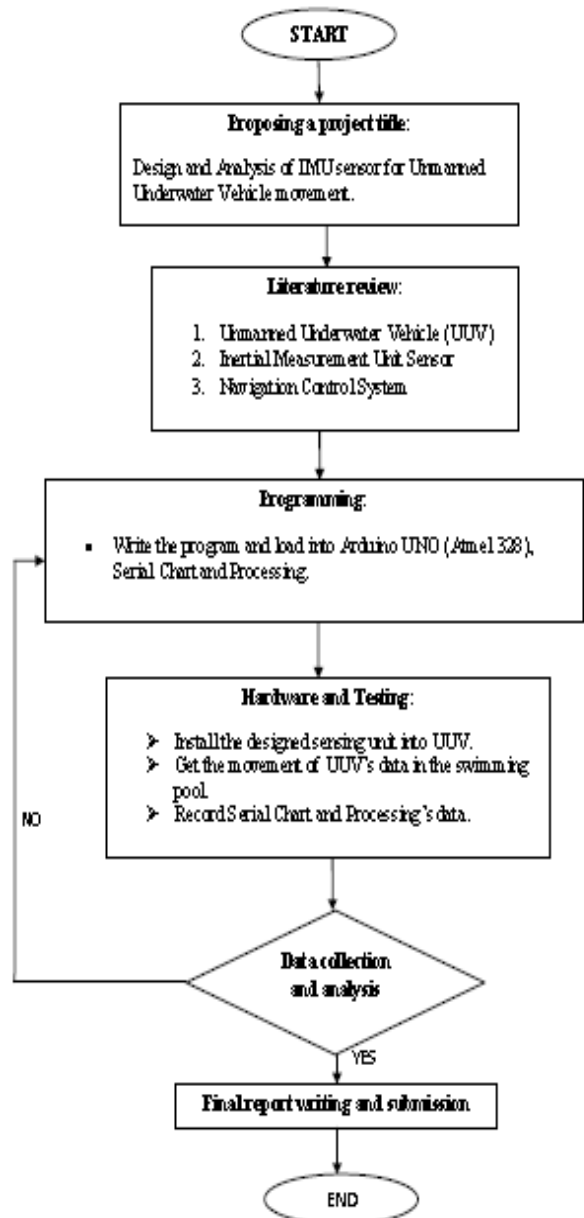 START
Proposing a project title:
Design and Analysis of IMU sensor for Unmanned
Underwater Vehicle movement.
Literature review:
1. Unmanned Underwater Vehicle (UUV)
2. Inertial Measurement Unit Sensor
3. Navigation Control System
Programming:
▪ Write the program and load into Arduino UNO (Atmel 328),
Serial Chart and Processing.
Hardware and Testing:
➢ Install the designed sensing unit into UUV.
➢ Get the movement of UUV's data in the swimming
pool.
➢ Record Serial Chart and Processing's data.
NO
Data collection
and analysis
YES
Final report writing and submission
END